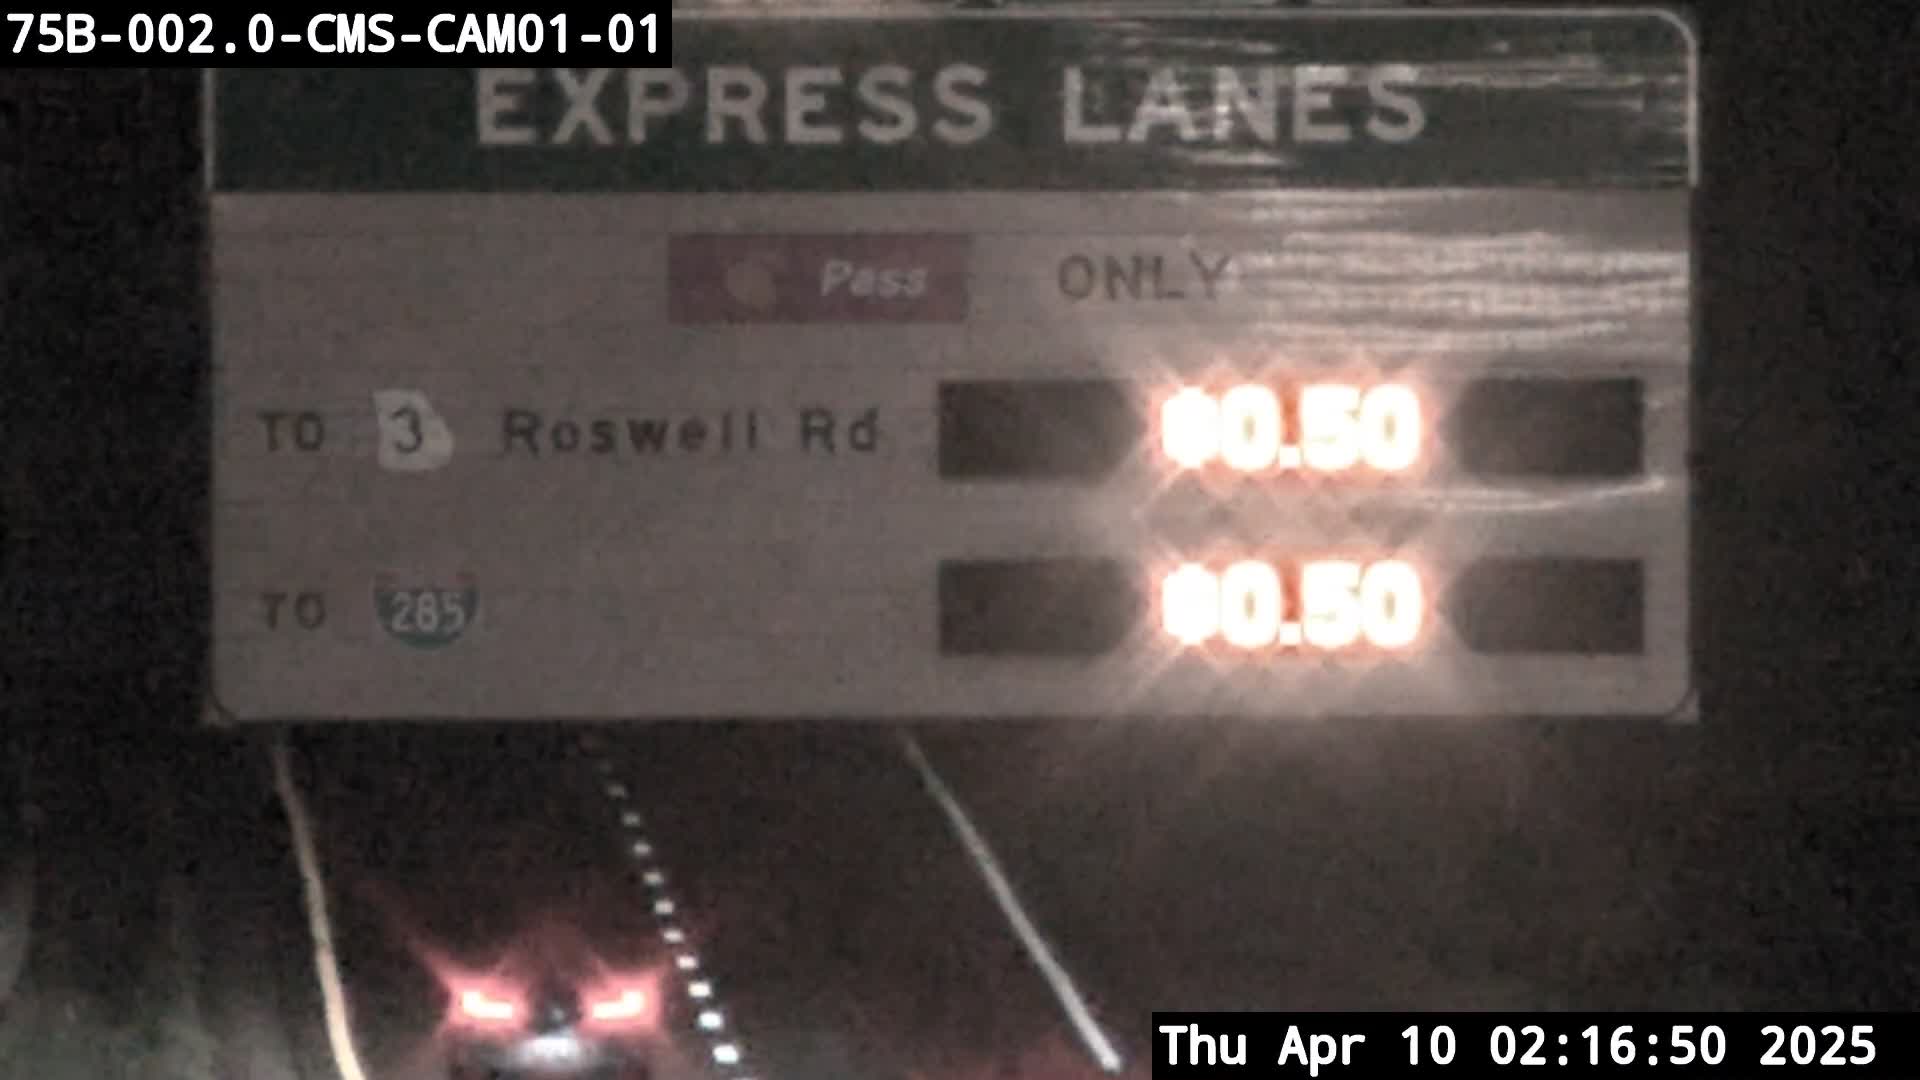 75B-002.0-CMS-CAM01-01
EXPRESS LANES
Pass ONLY
TO 3 Roswell Rd $0.50
TO 285 $0.50
Thu Apr 10 02:16:50 2025